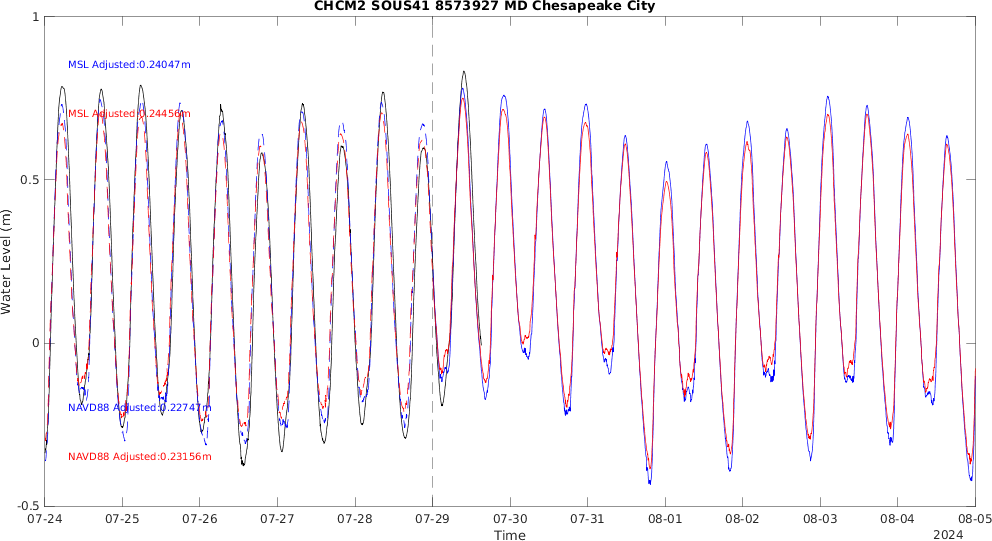 CHCM2 SOUS41 8573927 MD Chesapeake City
1
MSL Adjusted:0.24047m
MSL Adjusted:0.24456m
0.5
Water Level (m)
0
NAVD88 Adjusted:0.22747m
NAVD88 Adjusted:0.23156m
-0.5
07-24 07-25 07-26 07-27 07-28 07-29 07-30 07-31 08-01 08-02 08-03 08-04 08-05
Time
2024